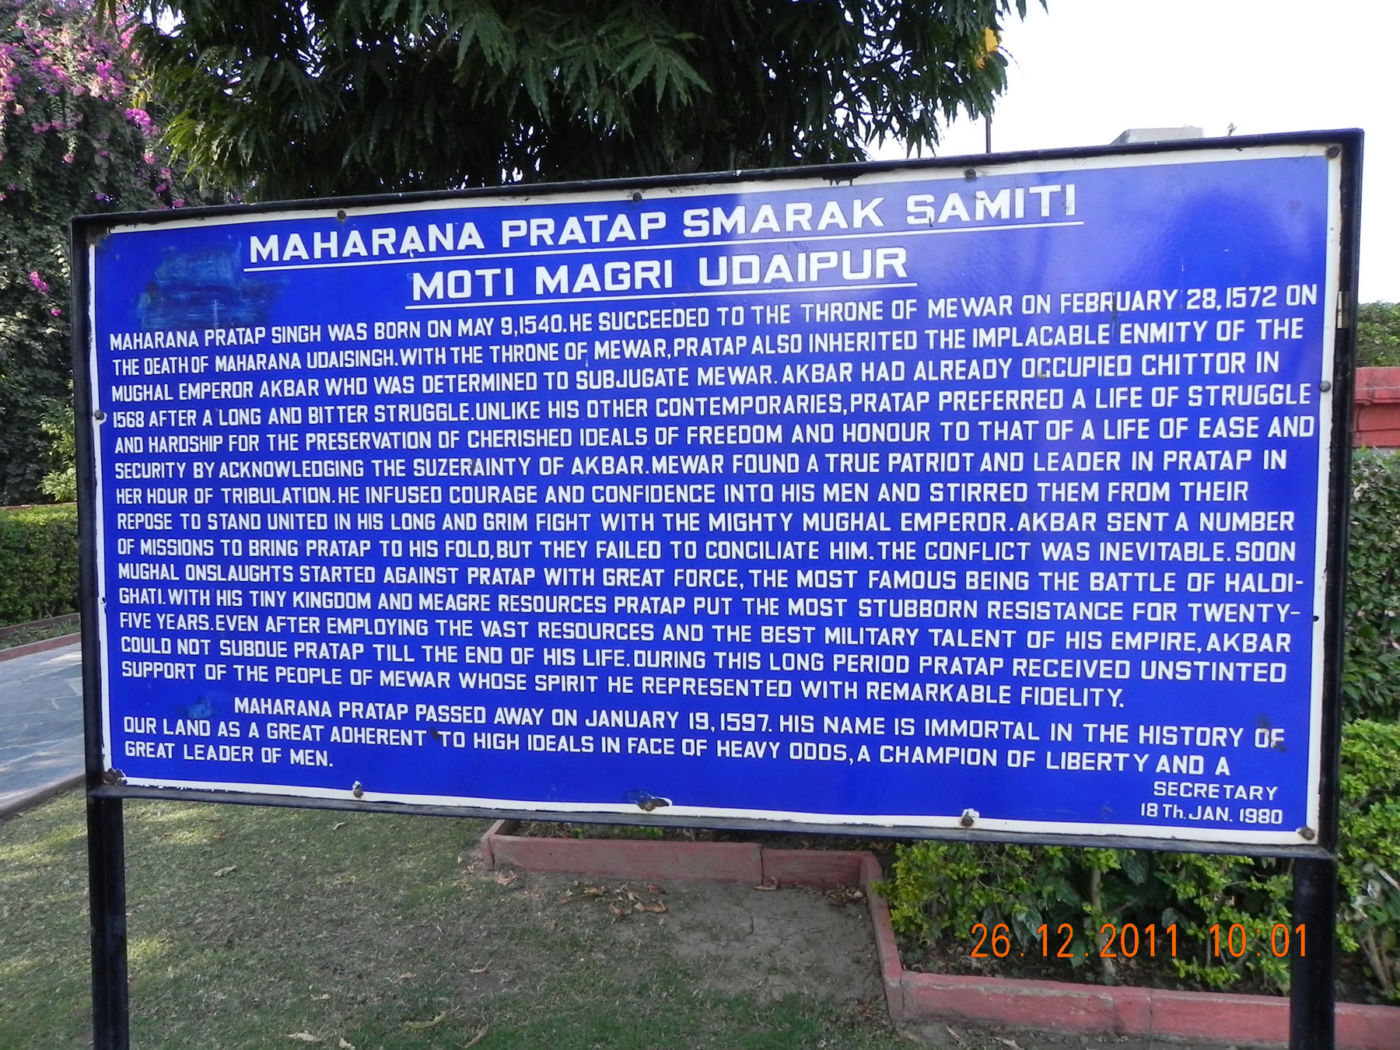 MAHARANA PRATAP SMARAK SAMITI
MOTI MAGRI UDAIPUR
MAHARANA PRATAP SINGH WAS BORN ON MAY 9,1540.HE SUCCEEDED TO THE THRONE OF MEWAR ON FEBRUARY 28,1572 ON
THE DEATH OF MAHARANA UDAISINGH.WITH THE THRONE OF MEWAR,PRATAP ALSO INHERITED THE IMPLACABLE ENMITY OF THE
MUGHAL EMPEROR AKBAR WHO WAS DETERMINED TO SUBJUGATE MEWAR.AKBAR HAD ALREADY OCCUPIED CHITTOR IN
1568 AFTER A LONG AND BITTER STRUGGLE.UNLIKE HIS OTHER CONTEMPORARIES,PRATAP PREFERRED A LIFE OF STRUGGLE
AND HARDSHIP FOR THE PRESERVATION OF CHERISHED IDEALS OF FREEDOM AND HONOUR TO THAT OF A LIFE OF EASE AND
SECURITY BY ACKNOWLEDGING THE SUZERAINTY OF AKBAR.MEWAR FOUND A TRUE PATRIOT AND LEADER IN PRATAP IN
HER HOUR OF TRIBULATION.HE INFUSED COURAGE AND CONFIDENCE INTO HIS MEN AND STIRRED THEM FROM THEIR
REPOSE TO STAND UNITED IN HIS LONG AND GRIM FIGHT WITH THE MIGHTY MUGHAL EMPEROR.AKBAR SENT A NUMBER
OF MISSIONS TO BRING PRATAP TO HIS FOLD,BUT THEY FAILED TO CONCILIATE HIM.THE CONFLICT WAS INEVITABLE.SOON
MUGHAL ONSLAUGHTS STARTED AGAINST PRATAP WITH GREAT FORCE,THE MOST FAMOUS BEING THE BATTLE OF HALDI-
GHATI.WITH HIS TINY KINGDOM AND MEAGRE RESOURCES PRATAP PUT THE MOST STUBBORN RESISTANCE FOR TWENTY-
FIVE YEARS.EVEN AFTER EMPLOYING THE VAST RESOURCES AND THE BEST MILITARY TALENT OF HIS EMPIRE,AKBAR
COULD NOT SUBDUE PRATAP TILL THE END OF HIS LIFE.DURING THIS LONG PERIOD PRATAP RECEIVED UNSTINTED
SUPPORT OF THE PEOPLE OF MEWAR WHOSE SPIRIT HE REPRESENTED WITH REMARKABLE FIDELITY.
MAHARANA PRATAP PASSED AWAY ON JANUARY 19,1597. HIS NAME IS IMMORTAL IN THE HISTORY OF
OUR LAND AS A GREAT ADHERENT TO HIGH IDEALS IN FACE OF HEAVY ODDS,A CHAMPION OF LIBERTY AND A
GREAT LEADER OF MEN.
SECRETARY
18TH.JAN.1980
26.12.2011 10:01